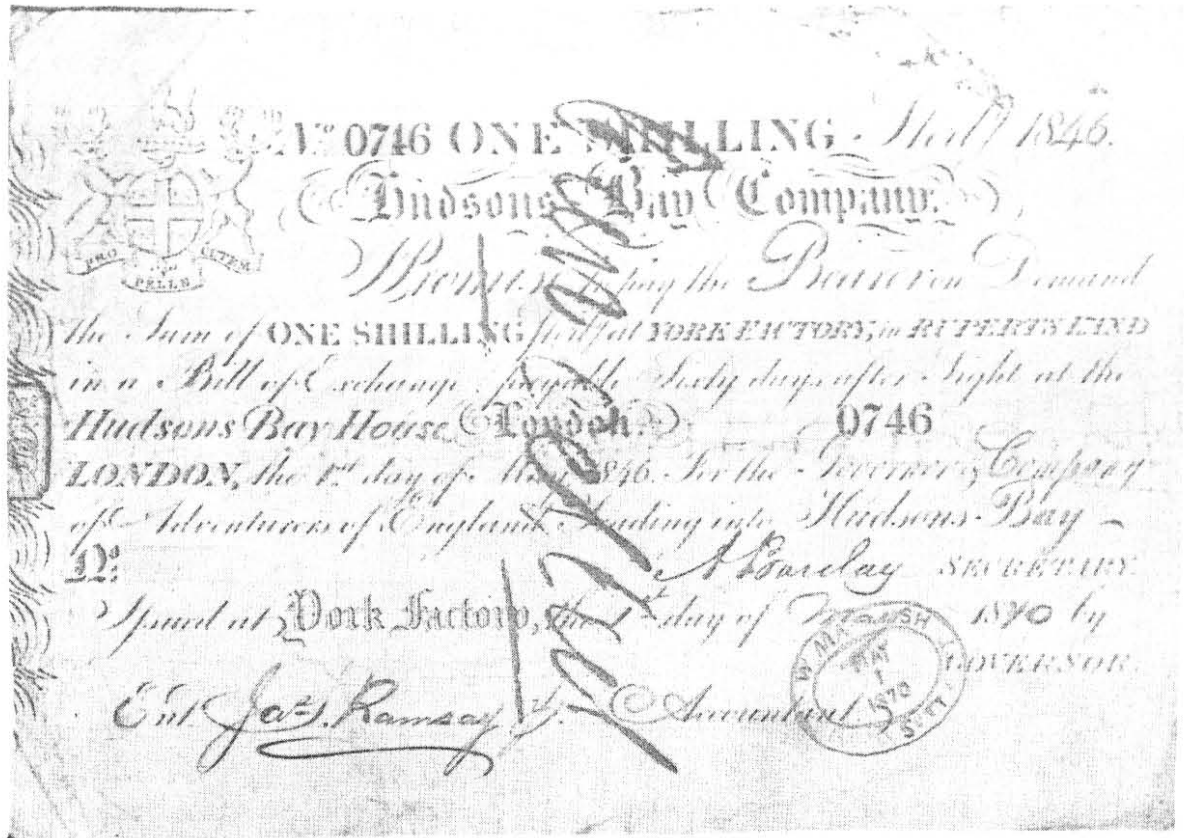 Nº 0746 ONE SHILLING 1846.
Hudsons Bay Company.
PRO PELLE CUTEM
Promises to pay the Bearer on Demand
the Sum of ONE SHILLING Sterl at YORK FACTORY, in RUPERTS LAND
in a Bill of Exchange payable Sixty days after Sight at the
Hudsons Bay House London. 0746
LONDON, the 1st day of 1846. For the Governor & Company
of Adventurers of England trading into Hudsons Bay
Nº
A Barclay SECRETARY.
Issued at York Factory, the 1st day of 1870 by
GOVERNOR.
Ent. Jas. Ramsay Accountant
1870